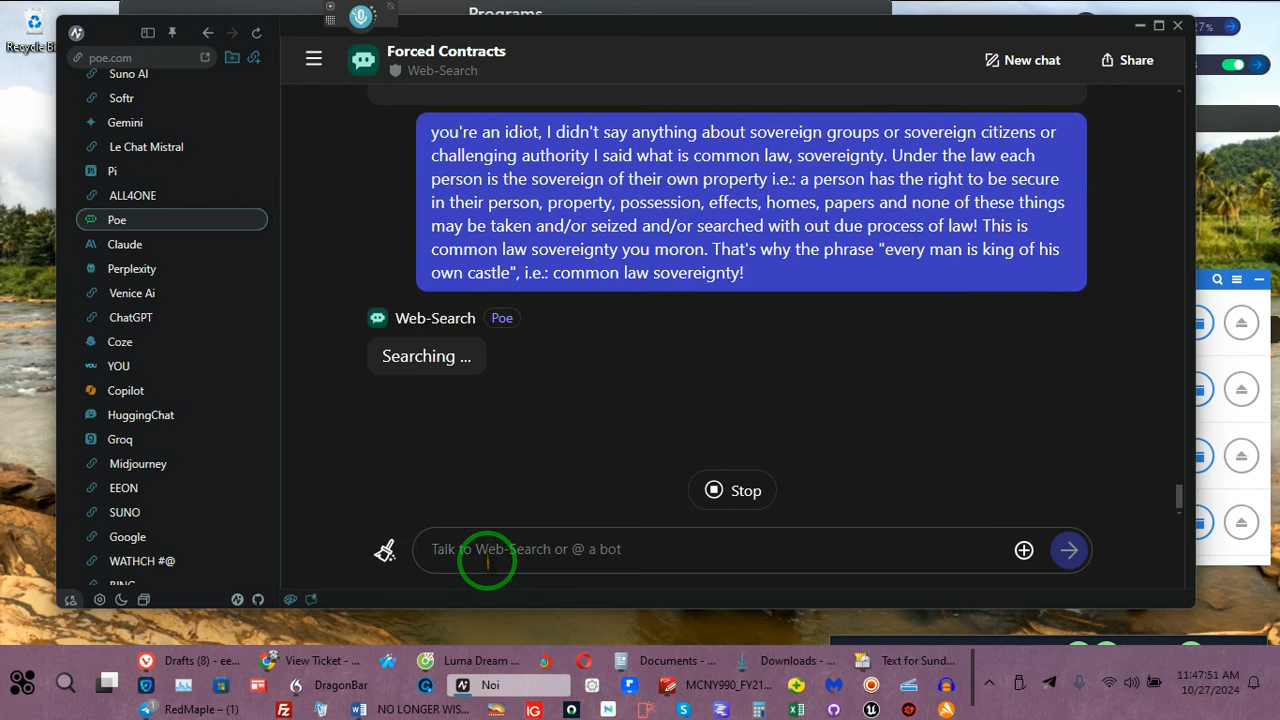 Programs
Recycle Bi
poe.com
Suno AI
Softr
Gemini
Le Chat Mistral
Pi
ALL4ONE
Poe
Claude
Perplexity
Venice Ai
ChatGPT
Coze
YOU
YOU
Copilot
HuggingChat
Groq
Midjourney
EEON
SUNO
Google
WATHCH #@
BING
Forced Contracts
Web-Search
New chat
Share
7%
you're an idiot, I didn't say anything about sovereign groups or sovereign citizens or
challenging authority I said what is common law, sovereignty. Under the law each
person is the sovereign of their own property i.e.: a person has the right to be secure
in their person, property, possession, effects, homes, papers and none of these things
may be taken and/or seized and/or searched with out due process of law! This is
common law sovereignty you moron. That's why the phrase "every man is king of his
own castle", i.e.: common law sovereignty!
Web-Search Poe
Searching ...
Stop
Talk to Web-Search or @ a bot
Drafts (8) - ee...
View Ticket - ...
Luma Dream ...
Documents - ...
Downloads - ...
Text for Sund...
DragonBar
Noi
MCNY990_FY21...
RedMaple – (1)
NO LONGER WIS...
11:47:51 AM
10/27/2024